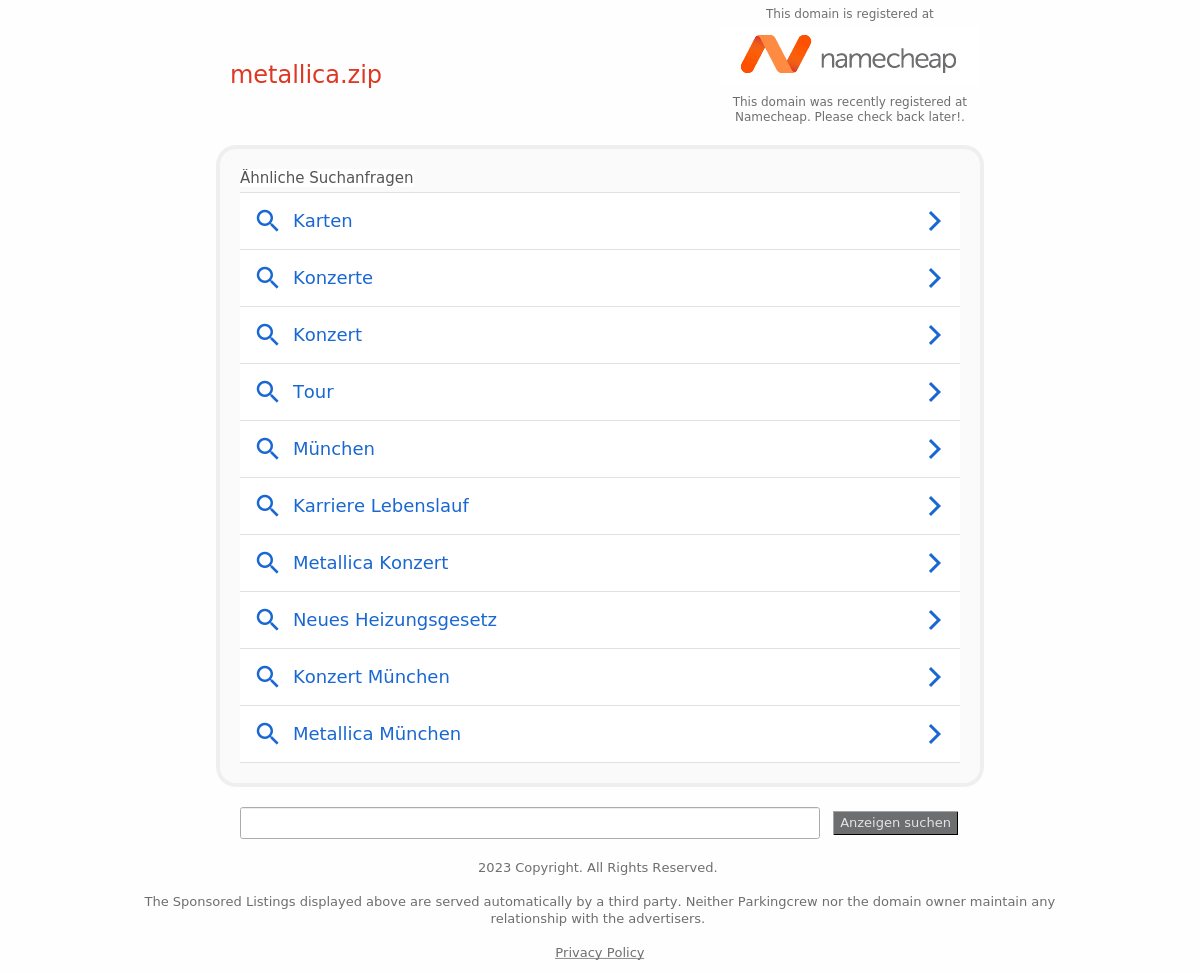 This domain is registered at
namecheap
metallica.zip
This domain was recently registered at
Namecheap. Please check back later!.
Ähnliche Suchanfragen
Karten
Konzerte
Konzert
Tour
München
Karriere Lebenslauf
Metallica Konzert
Neues Heizungsgesetz
Konzert München
Metallica München
Anzeigen suchen
2023 Copyright. All Rights Reserved.
The Sponsored Listings displayed above are served automatically by a third party. Neither Parkingcrew nor the domain owner maintain any
relationship with the advertisers.
Privacy Policy